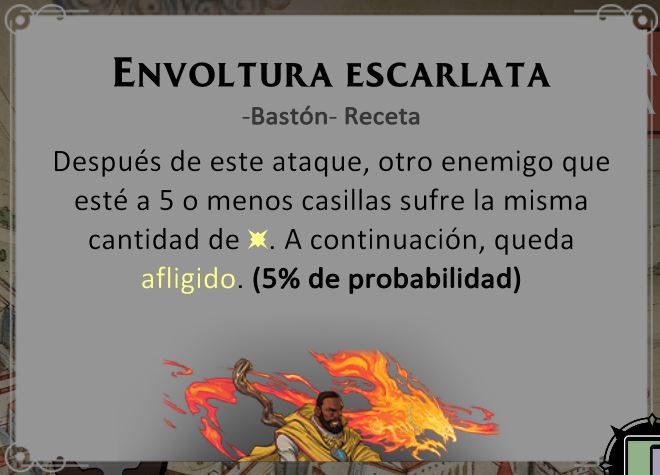 ENVOLTURA ESCARLATA
-Bastón- Receta
Después de este ataque, otro enemigo que
esté a 5 o menos casillas sufre la misma
cantidad de . A continuación, queda
afligido. (5% de probabilidad)